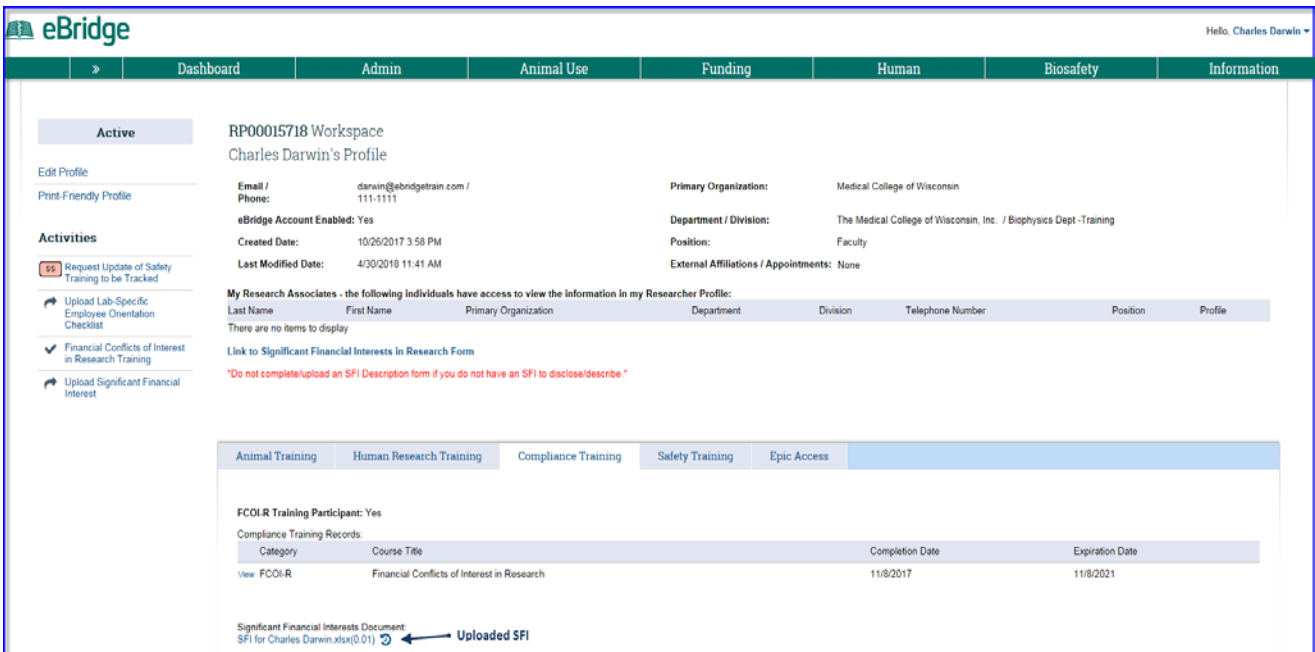 eBridge
Hello, Charles Darwin
» Dashboard Admin Animal Use Funding Human Biosafety Information
Active
Edit Profile
Print-Friendly Profile
Activities
$$ Request Update of Safety
Training to be Tracked
Upload Lab-Specific
Employee Orientation
Checklist
Financial Conflicts of Interest
in Research Training
Upload Significant Financial
Interest
RP00015718 Workspace
Charles Darwin's Profile
Email / darwin@ebridgetrain.com / Primary Organization: Medical College of Wisconsin
Phone: 111-1111
eBridge Account Enabled: Yes Department / Division: The Medical College of Wisconsin, Inc. / Biophysics Dept -Training
Created Date: 10/26/2017 3:58 PM Position: Faculty
Last Modified Date: 4/30/2018 11:41 AM External Affiliations / Appointments: None
My Research Associates - the following individuals have access to view the information in my Researcher Profile:
Last Name First Name Primary Organization Department Division Telephone Number Position Profile
There are no items to display
Link to Significant Financial Interests in Research Form
"Do not complete/upload an SFI Description form if you do not have an SFI to disclose/describe."
Animal Training Human Research Training Compliance Training Safety Training Epic Access
FCOI-R Training Participant: Yes
Compliance Training Records:
Category Course Title Completion Date Expiration Date
View FCOI-R Financial Conflicts of Interest in Research 11/8/2017 11/8/2021
Significant Financial Interests Document:
SFI for Charles Darwin.xlsx(0.01) Uploaded SFI